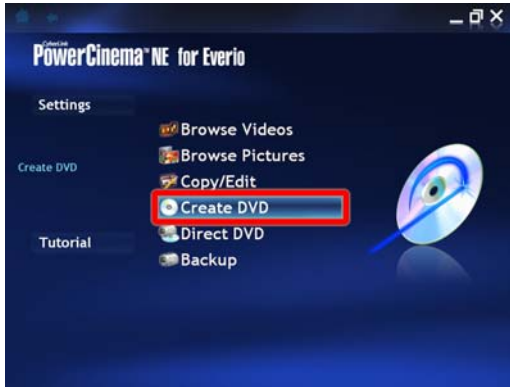 CyberLink
PowerCinema™ NE for Everio
Settings
Browse Videos
Browse Pictures
Create DVD
Copy/Edit
Create DVD
Direct DVD
Tutorial
Backup